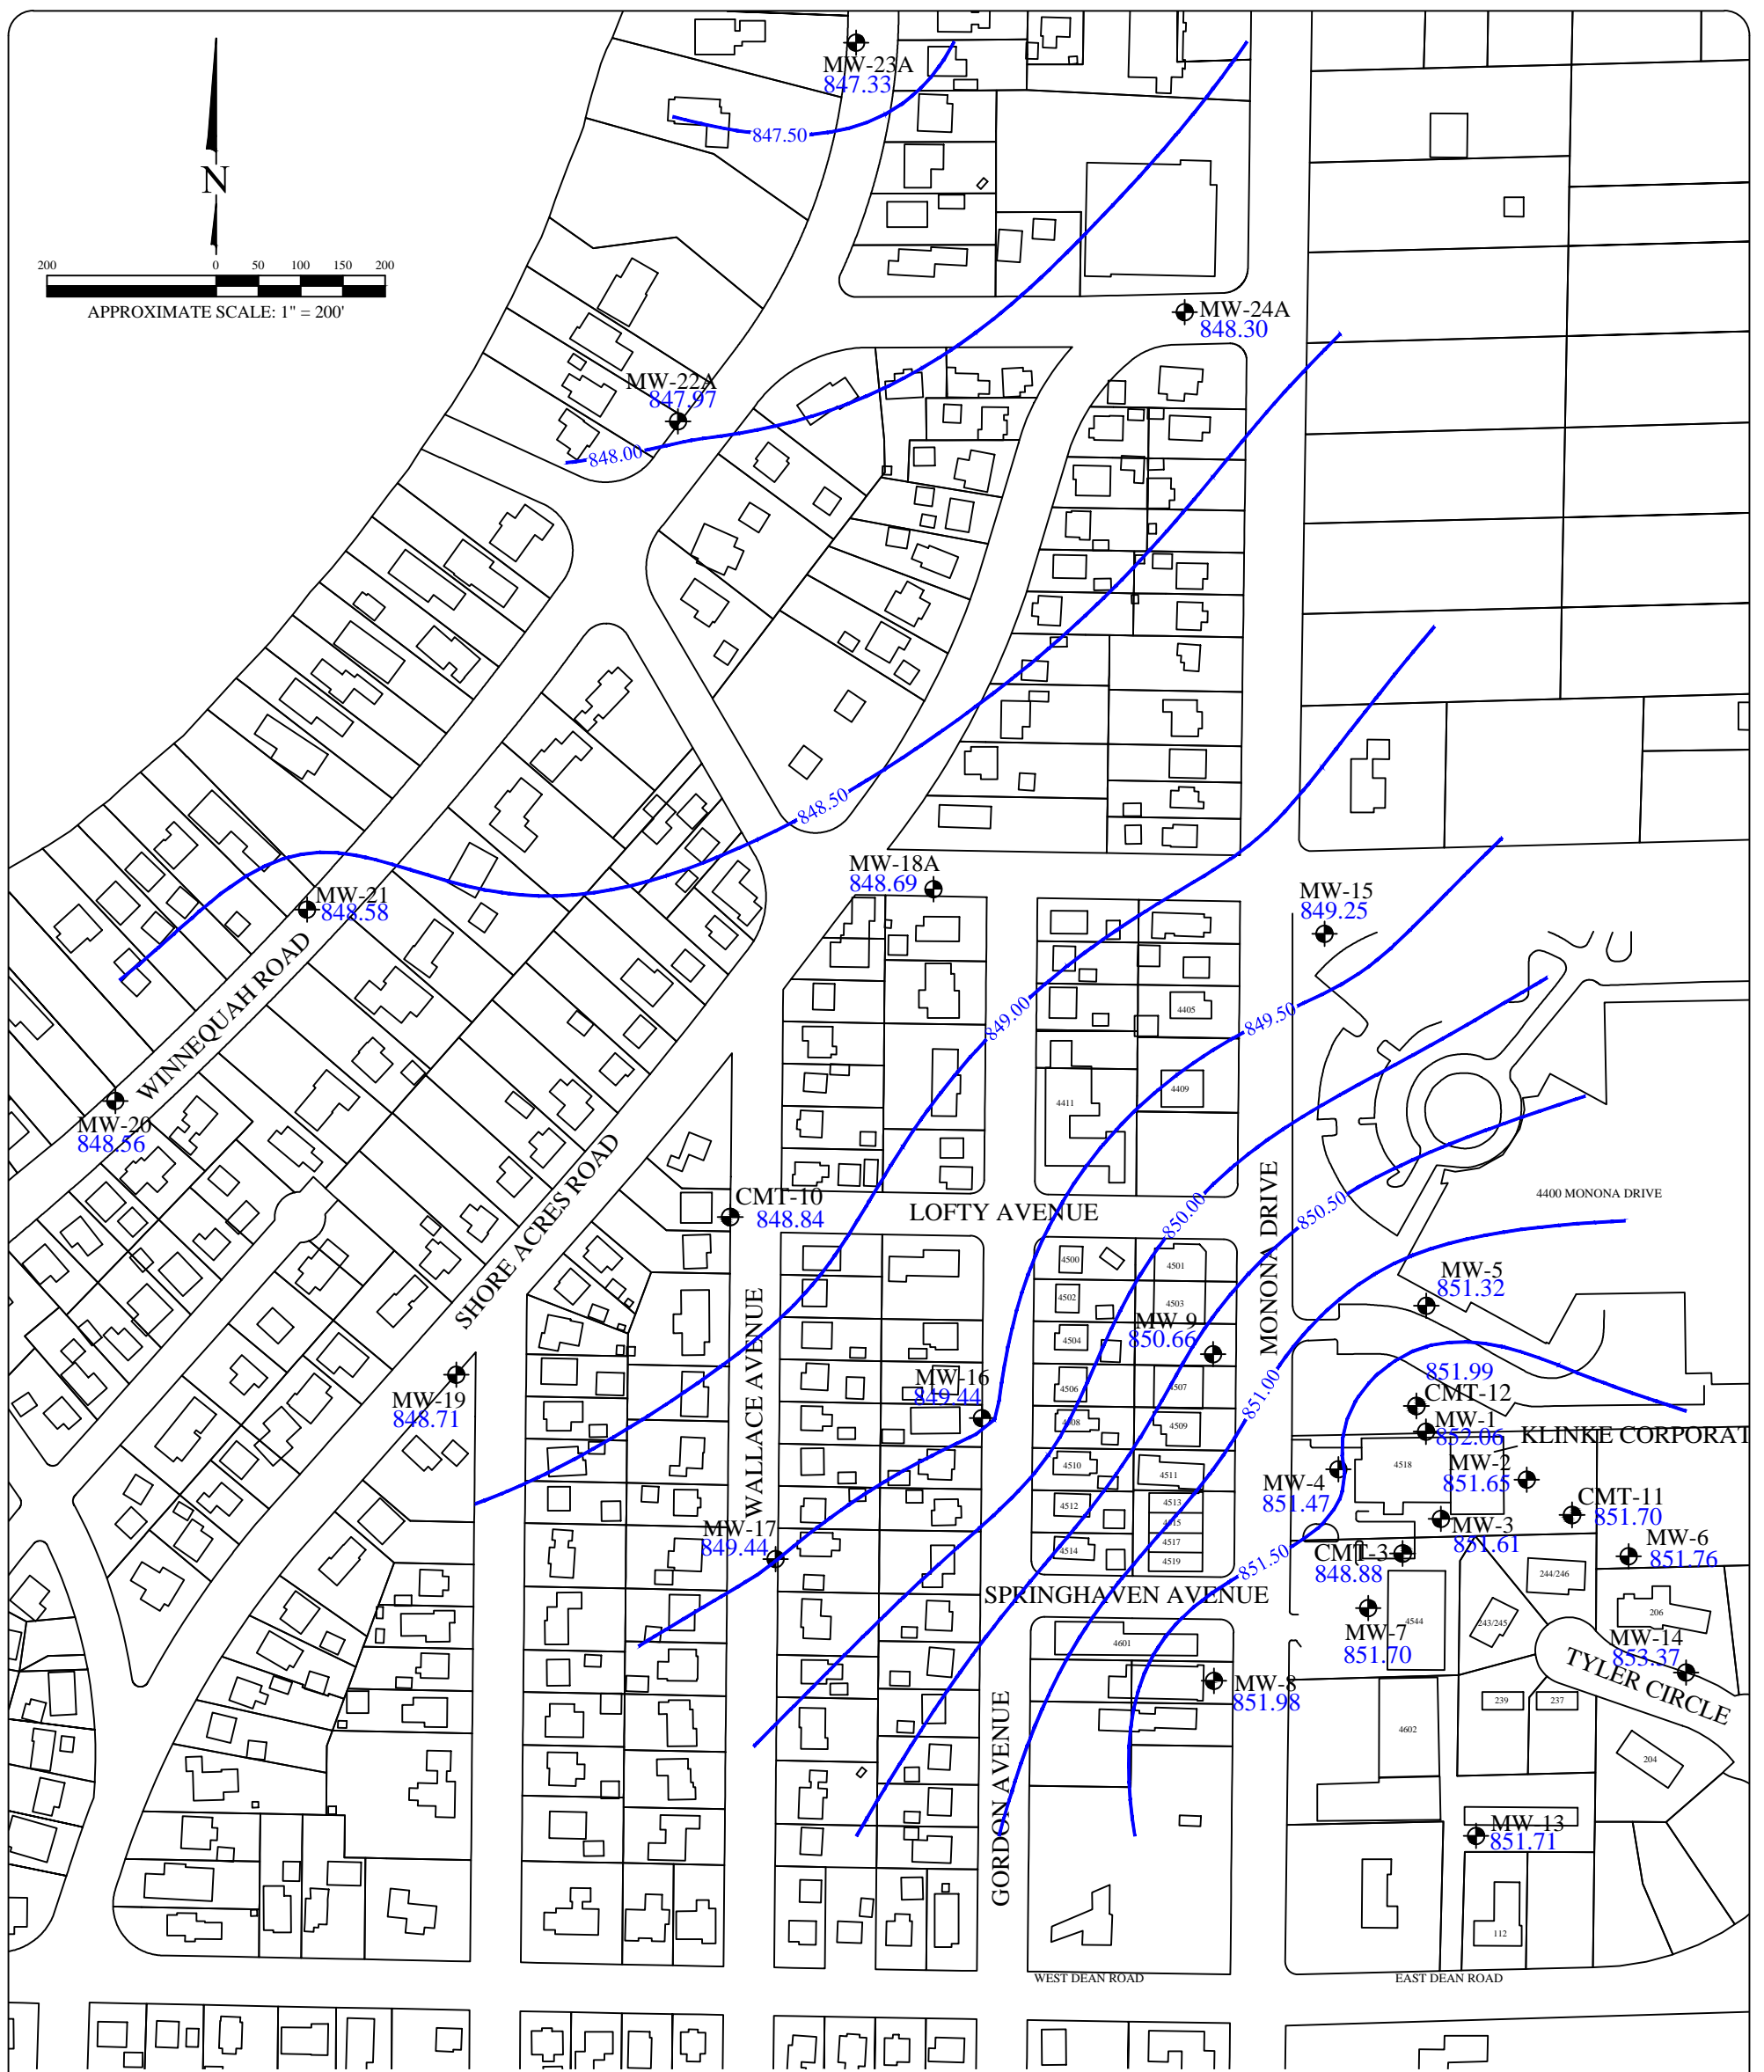 MW-23A
847.33
847.50
N
200 0 50 100 150 200
APPROXIMATE SCALE: 1" = 200'
MW-24A
848.30
MW-22A
847.97
848.00
848.50
MW-18A
848.69
MW-15
849.25
MW-21
848.58
WINNEQUAH ROAD
849.00
849.50
4405
4409
4411
MW-20
848.56
SHORE ACRES ROAD
CMT-10
848.84
LOFTY AVENUE
850.00
850.50
MONONA DRIVE
4400 MONONA DRIVE
4500
4501
4502
4503
4504
MW-9
850.66
MW-5
851.32
WALLACE AVENUE
MW-19
848.71
MW-16
849.44
4506
4507
4508
4509
851.00
851.99
CMT-12
MW-1
852.06
KLINKE CORPORAT
4510
4511
4518
MW-2
851.65
MW-4
851.47
4512
4513
4515
4517
4514
4519
CMT-11
851.70
MW-3
851.61
MW-17
849.44
851.50
CMT-3
848.88
MW-6
851.76
SPRINGHAVEN AVENUE
244/246
206
243/245
4544
4601
MW-7
851.70
MW-14
853.37
TYLER CIRCLE
MW-8
851.98
GORDON AVENUE
239
237
4602
204
MW-13
851.71
112
WEST DEAN ROAD
EAST DEAN ROAD